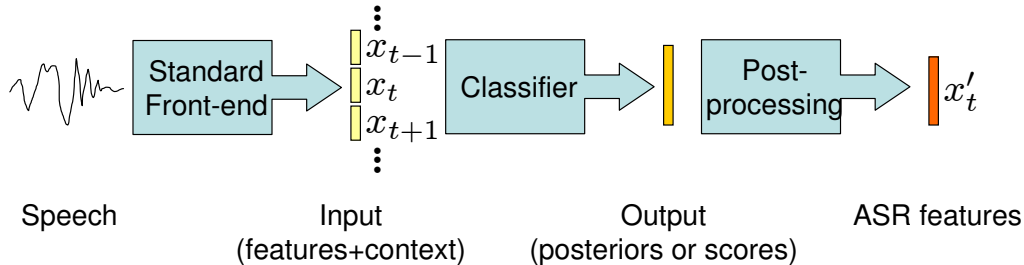 Standard
Front-end
x_{t-1}
x_t
x_{t+1}
Classifier
Post-
processing
x'_t
Speech
Input
(features+context)
Output
(posteriors or scores)
ASR features